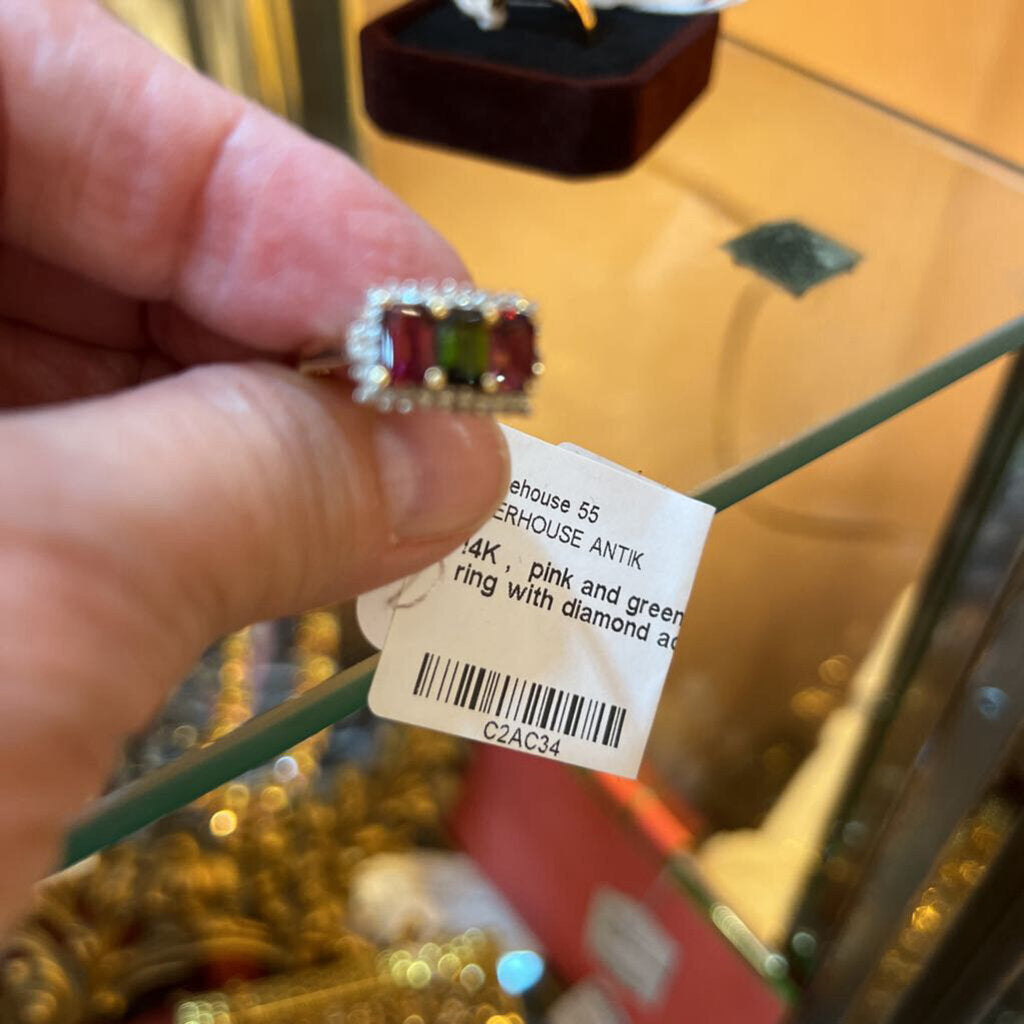 ehouse 55
ERHOUSE ANTIK
4K, pink and green
ring with diamond ac
C2AC34